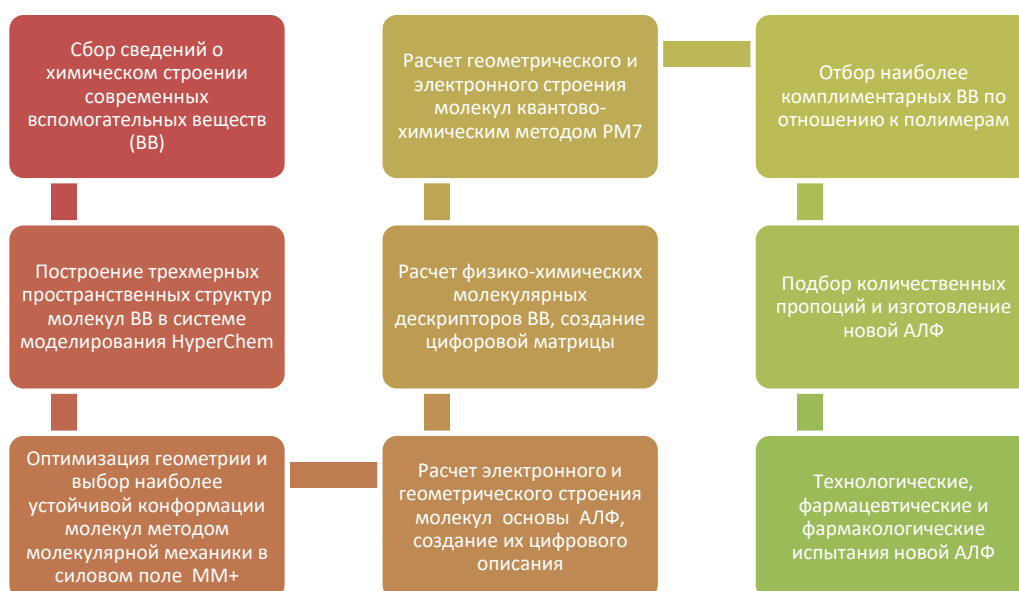 Сбор сведений о
химическом строении
современных
вспомогательных веществ
(ВВ)
Построение трехмерных
пространственных структур
молекул ВВ в системе
моделирования HyperChem
Оптимизация геометрии и
выбор наиболее
устойчивой конформации
молекул методом
молекулярной механики в
силовом поле ММ+
Расчет электронного и
геометрического строения
молекул основы АЛФ,
создание их цифрового
описания
Расчет физико-химических
молекулярных
дескрипторов ВВ, создание
цифоровой матрицы
Расчет геометрического и
электронного строения
молекул квантово-
химическим методом PM7
Отбор наиболее
комплиментарных ВВ по
отношению к полимерам
Подбор количественных
пропоций и изготовление
новой АЛФ
Технологические,
фармацевтические и
фармакологические
испытания новой АЛФ